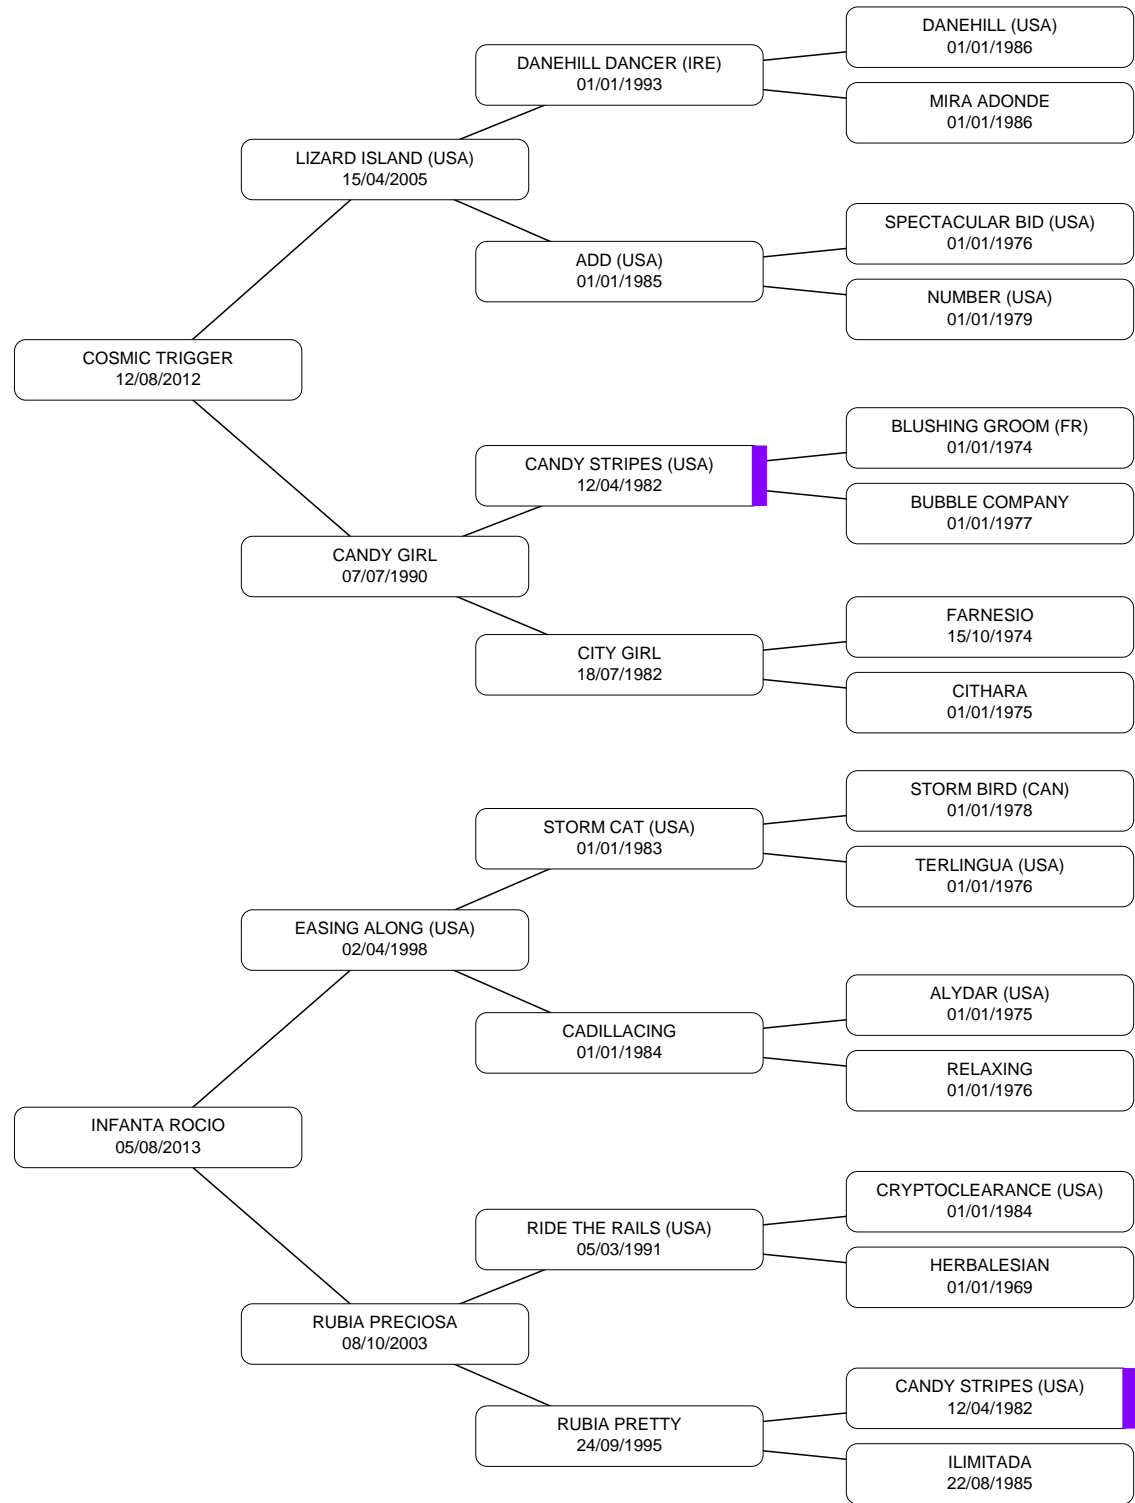 DANEHILL (USA)
01/01/1986
DANEHILL DANCER (IRE)
01/01/1993
MIRA ADONDE
01/01/1986
LIZARD ISLAND (USA)
15/04/2005
SPECTACULAR BID (USA)
01/01/1976
ADD (USA)
01/01/1985
NUMBER (USA)
01/01/1979
COSMIC TRIGGER
12/08/2012
BLUSHING GROOM (FR)
01/01/1974
CANDY STRIPES (USA)
12/04/1982
BUBBLE COMPANY
01/01/1977
CANDY GIRL
07/07/1990
FARNESIO
15/10/1974
CITY GIRL
18/07/1982
CITHARA
01/01/1975
STORM BIRD (CAN)
01/01/1978
STORM CAT (USA)
01/01/1983
TERLINGUA (USA)
01/01/1976
EASING ALONG (USA)
02/04/1998
ALYDAR (USA)
01/01/1975
CADILLACING
01/01/1984
RELAXING
01/01/1976
INFANTA ROCIO
05/08/2013
CRYPTOCLEARANCE (USA)
01/01/1984
RIDE THE RAILS (USA)
05/03/1991
HERBALESIAN
01/01/1969
RUBIA PRECIOSA
08/10/2003
CANDY STRIPES (USA)
12/04/1982
RUBIA PRETTY
24/09/1995
ILIMITADA
22/08/1985